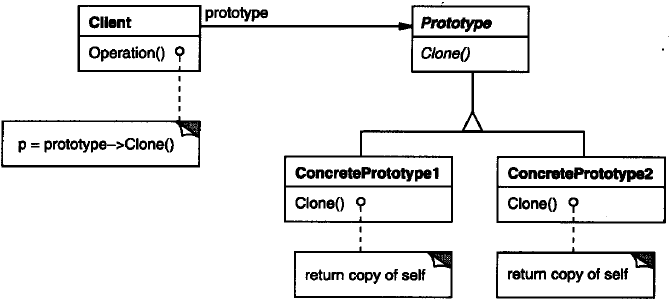 Client
prototype
Prototype
Operation()
Clone()
p = prototype->Clone()
ConcretePrototype1
ConcretePrototype2
Clone()
Clone()
return copy of self
return copy of self